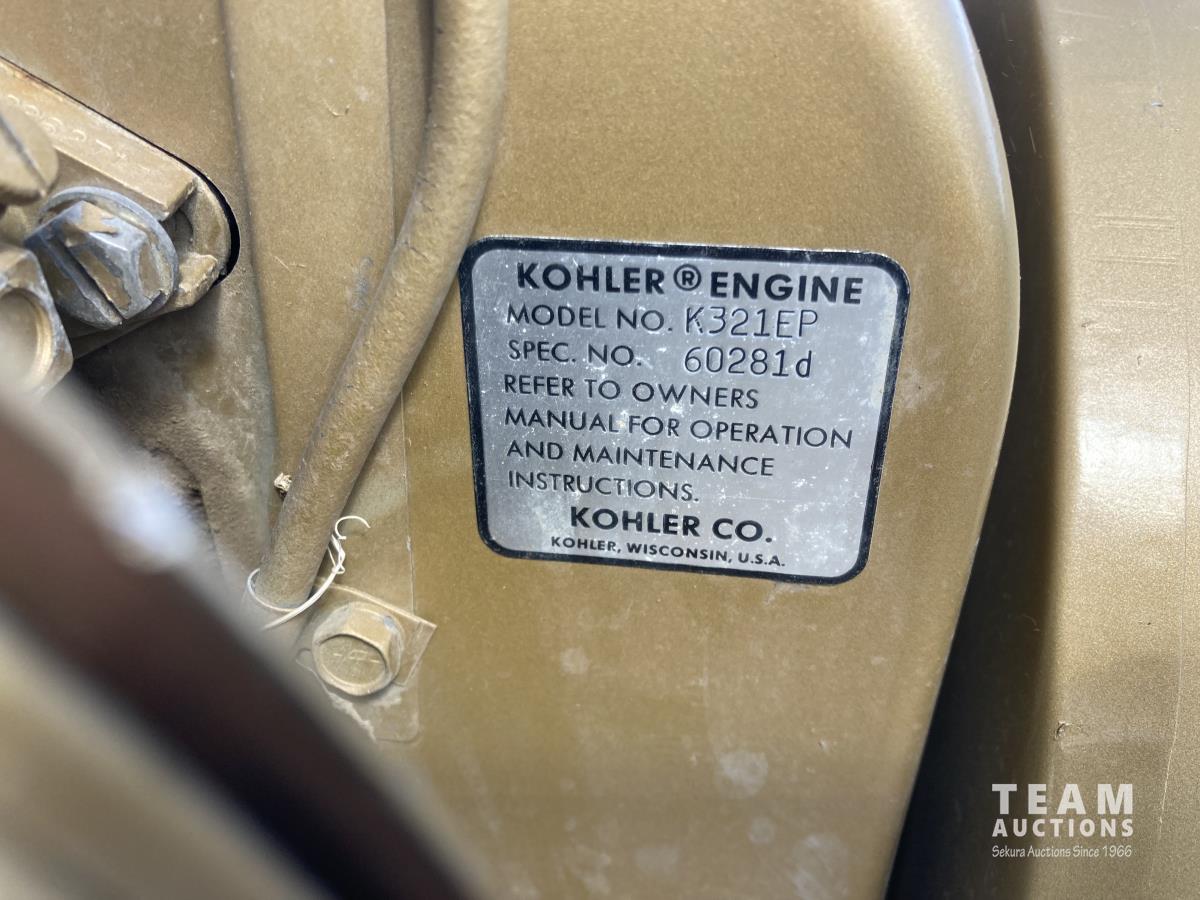 KOHLER® ENGINE
MODEL NO. K321EP
SPEC. NO. 60281d
REFER TO OWNERS
MANUAL FOR OPERATION
AND MAINTENANCE
INSTRUCTIONS.
KOHLER CO.
KOHLER, WISCONSIN, U.S.A.
TEAM
AUCTIONS
Sekura Auctions Since 1966